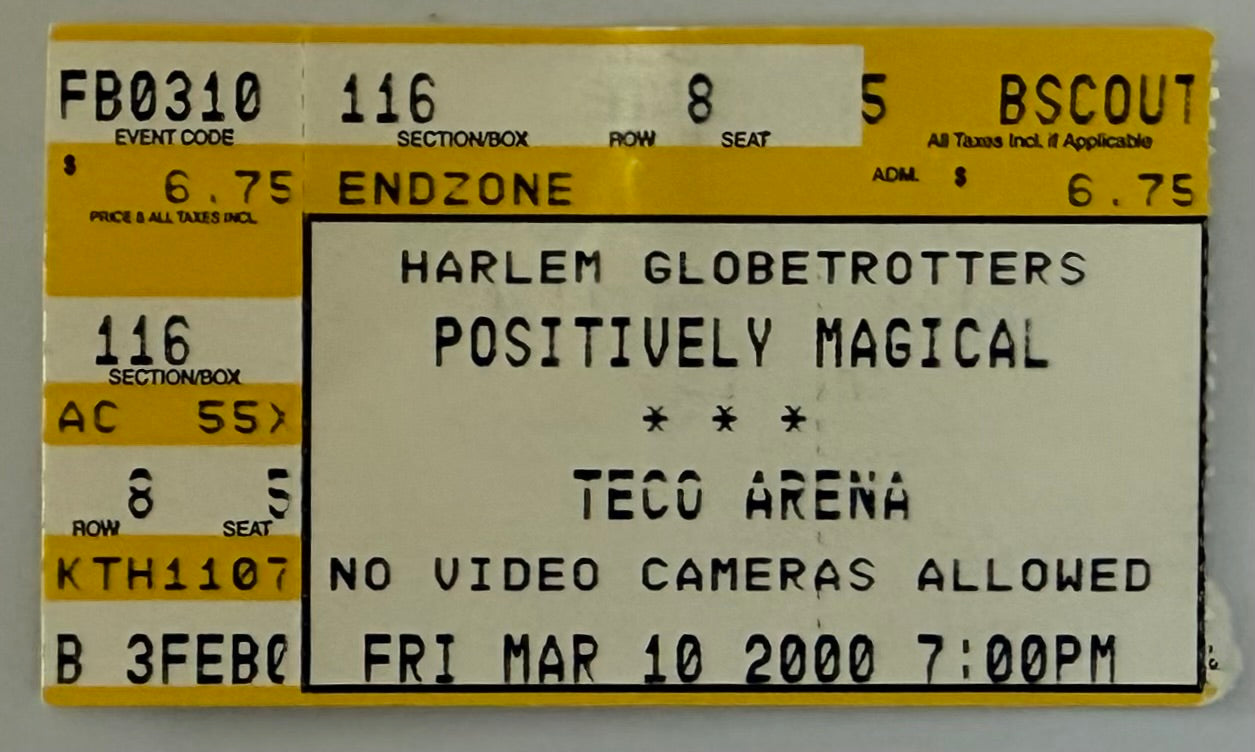 FB0310 116 8 5 BSCOUT
EVENT CODE SECTION/BOX ROW SEAT All Taxes Incl. if Applicable
$ 6.75 ENDZONE ADM. $ 6.75
PRICE & ALL TAXES INCL.
HARLEM GLOBETROTTERS
POSITIVELY MAGICAL
116
SECTION/BOX
* * *
AC 55X
TECO ARENA
8 5
ROW SEAT
KTH1107 NO VIDEO CAMERAS ALLOWED
B 3FEB0 FRI MAR 10 2000 7:00PM